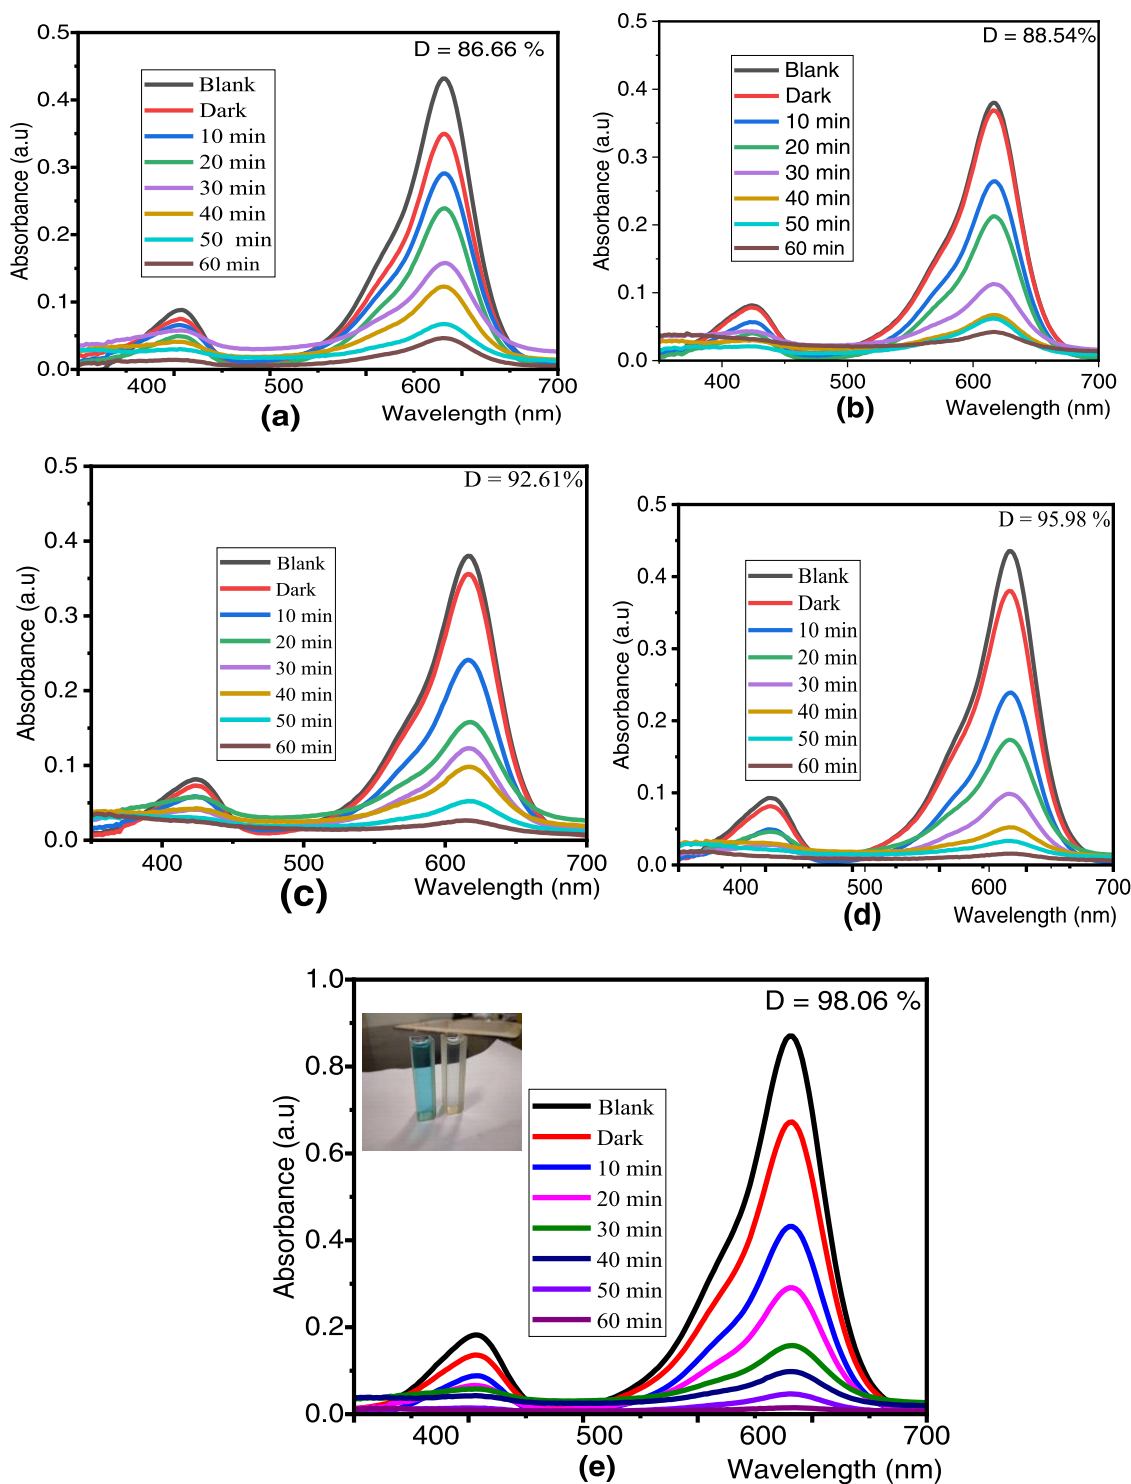 D = 86.66 %
Absorbance (a.u)
0.5
0.4
0.3
0.2
0.1
0.0
Blank
Dark
10 min
20 min
30 min
40 min
50 min
60 min
400
500
600
700
Wavelength (nm)
(a)
D = 88.54%
Absorbance (a.u)
0.5
0.4
0.3
0.2
0.1
0.0
Blank
Dark
10 min
20 min
30 min
40 min
50 min
60 min
400
500
600
700
Wavelength (nm)
(b)
D = 92.61%
Absorbance (a.u)
0.5
0.4
0.3
0.2
0.1
0.0
Blank
Dark
10 min
20 min
30 min
40 min
50 min
60 min
400
500
600
700
Wavelength (nm)
(c)
D = 95.98 %
Absorbance (a.u)
0.5
0.4
0.3
0.2
0.1
0.0
Blank
Dark
10 min
20 min
30 min
40 min
50 min
60 min
400
500
600
700
Wavelength (nm)
(d)
D = 98.06 %
Absorbance (a.u)
1.0
0.8
0.6
0.4
0.2
0.0
Blank
Dark
10 min
20 min
30 min
40 min
50 min
60 min
400
500
600
700
Wavelength (nm)
(e)